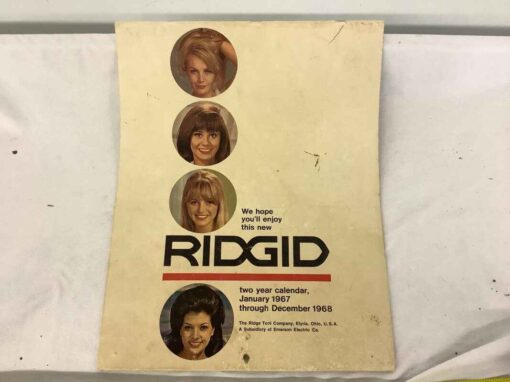 We hope
you'll enjoy
this new
RIDGID
two year calendar,
January 1967
through December 1968
The Ridge Tool Company, Elyria, Ohio, U.S.A.
A Subsidiary of Emerson Electric Co.